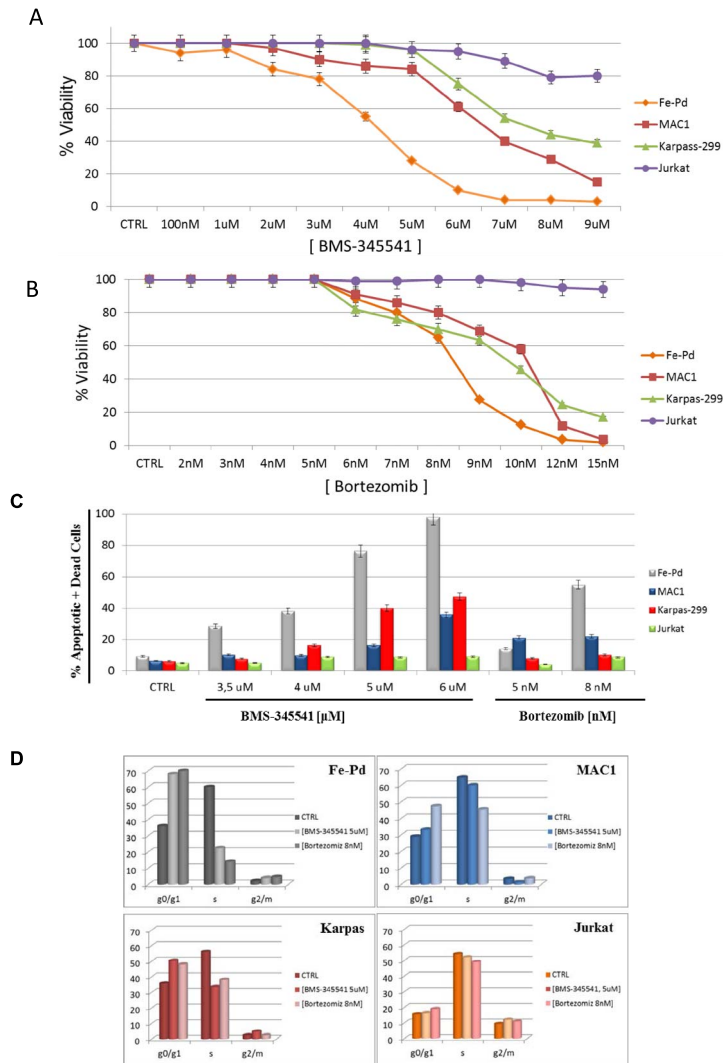 A
% Viability
100
80
60
40
20
0
CTRL 100nM 1uM 2uM 3uM 4uM 5uM 6uM 7uM 8uM 9uM
[ BMS-345541 ]
Fe-Pd
MAC1
Karpass-299
Jurkat
B
% Viability
100
80
60
40
20
0
CTRL 2nM 3nM 4nM 5nM 6nM 7nM 8nM 9nM 10nM 12nM 15nM
[ Bortezomib ]
Fe-Pd
MAC1
Karpas-299
Jurkat
C
% Apoptotic + Dead Cells
100
80
60
40
20
0
CTRL 3,5 uM 4 uM 5 uM 6 uM 5 nM 8 nM
BMS-345541 [µM] Bortezomib [nM]
Fe-Pd
MAC1
Karpas-299
Jurkat
D
Fe-Pd
70
60
50
40
30
20
10
0
g0/g1 s g2/m
CTRL
[BMS-345541 5uM]
[Bortezomiz 8nM]
MAC1
70
60
50
40
30
20
10
0
g0/g1 s g2/m
CTRL
[BMS-345541 5uM]
[Bortezomiz 8nM]
Karpas
70
60
50
40
30
20
10
0
g0/g1 s g2/m
CTRL
[BMS-345541 5uM]
[Bortezomiz 8nM]
Jurkat
70
60
50
40
30
20
10
0
g0/g1 s g2/m
CTRL
[BMS-345541, 5uM]
[Bortezomiz 8nM]